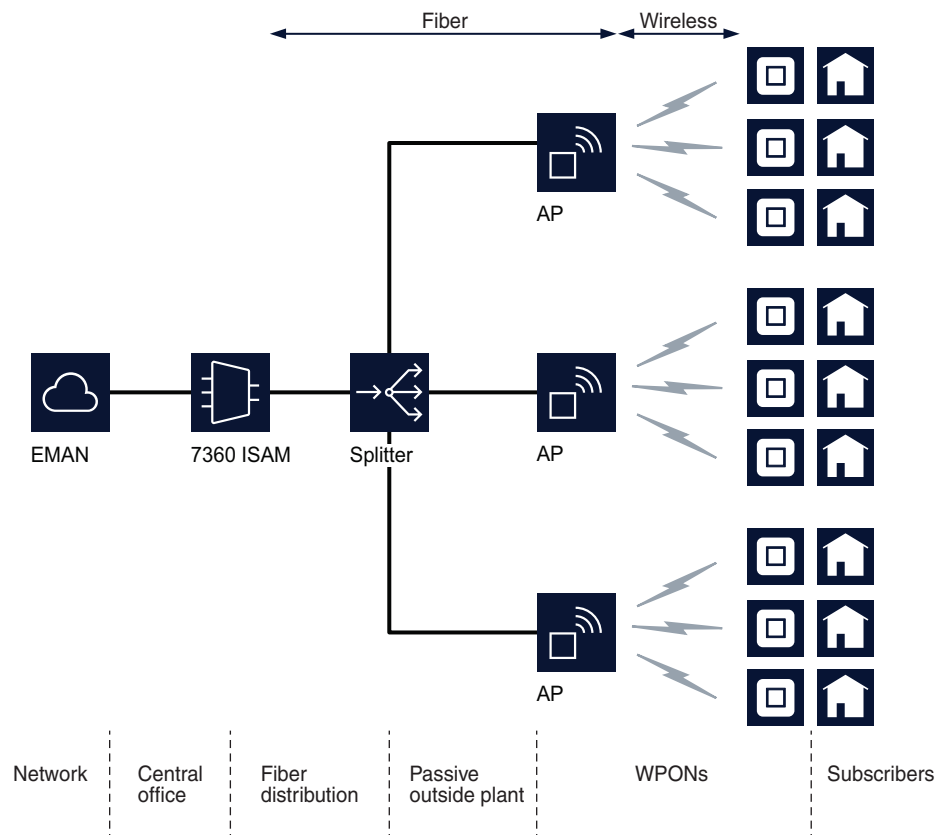 Fiber
Wireless
AP
EMAN
7360 ISAM
Splitter
AP
AP
Network
Central
office
Fiber
distribution
Passive
outside plant
WPONs
Subscribers